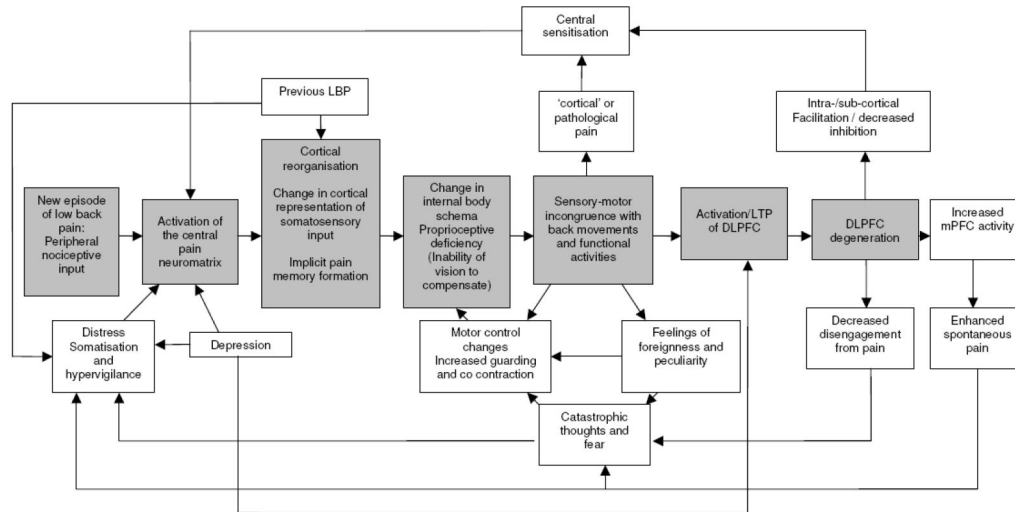 Central
sensitisation
Previous LBP
'cortical' or
pathological
pain
Intra-/sub-cortical
Facilitation / decreased
inhibition
New episode
of low back
pain:
Peripheral
nociceptive
input
Activation of
the central
pain
neuromatrix
Cortical
reorganisation
Change in cortical
representation of
somatosensory
input
Implicit pain
memory formation
Change in
internal body
schema
Proprioceptive
deficiency
(Inability of
vision to
compensate)
Sensory-motor
incongruence with
back movements and
functional
activities
Activation/LTP
of DLPFC
DLPFC
degeneration
Increased
mPFC activity
Distress
Somatisation
and
hypervigilance
Depression
Motor control
changes
Increased guarding
and co contraction
Feelings of
foreignness and
peculiarity
Decreased
disengagement
from pain
Enhanced
spontaneous
pain
Catastrophic
thoughts and
fear